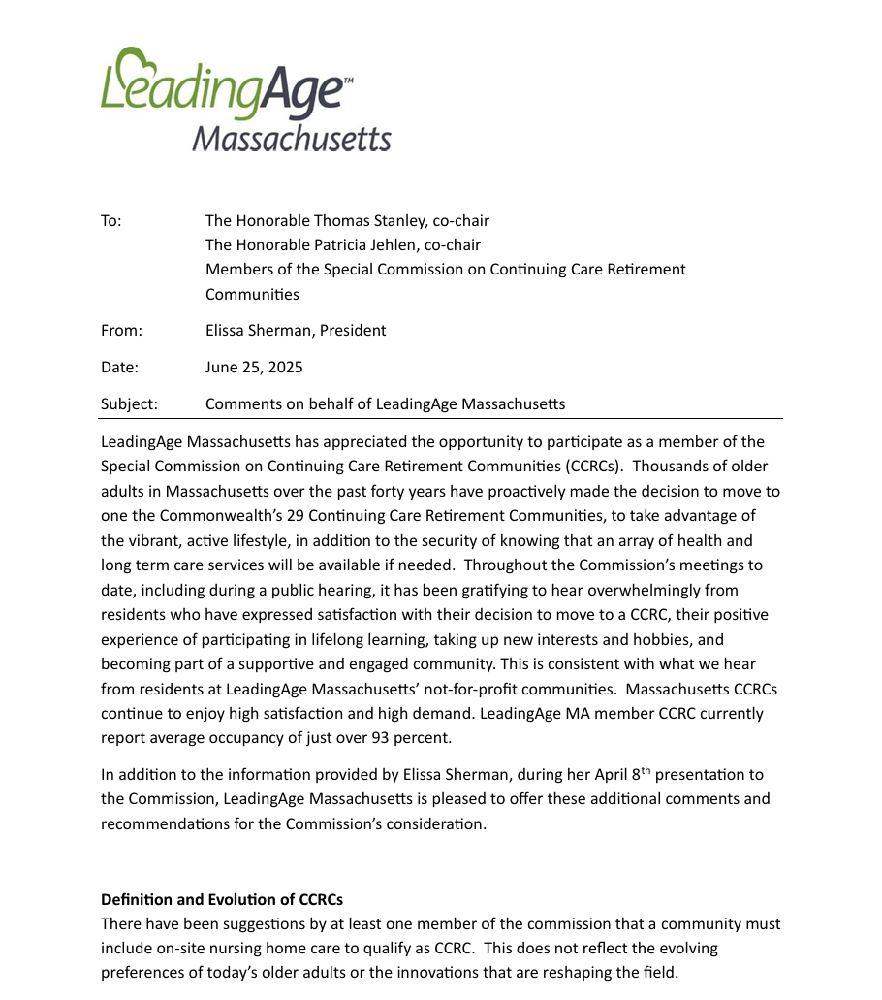 LeadingAge™
Massachusetts
To: The Honorable Thomas Stanley, co-chair
The Honorable Patricia Jehlen, co-chair
Members of the Special Commission on Continuing Care Retirement
Communities
From: Elissa Sherman, President
Date: June 25, 2025
Subject: Comments on behalf of LeadingAge Massachusetts
LeadingAge Massachusetts has appreciated the opportunity to participate as a member of the
Special Commission on Continuing Care Retirement Communities (CCRCs).  Thousands of older
adults in Massachusetts over the past forty years have proactively made the decision to move to
one the Commonwealth’s 29 Continuing Care Retirement Communities, to take advantage of
the vibrant, active lifestyle, in addition to the security of knowing that an array of health and
long term care services will be available if needed.  Throughout the Commission’s meetings to
date, including during a public hearing, it has been gratifying to hear overwhelmingly from
residents who have expressed satisfaction with their decision to move to a CCRC, their positive
experience of participating in lifelong learning, taking up new interests and hobbies, and
becoming part of a supportive and engaged community. This is consistent with what we hear
from residents at LeadingAge Massachusetts’ not-for-profit communities.  Massachusetts CCRCs
continue to enjoy high satisfaction and high demand. LeadingAge MA member CCRC currently
report average occupancy of just over 93 percent.
In addition to the information provided by Elissa Sherman, during her April 8th presentation to
the Commission, LeadingAge Massachusetts is pleased to offer these additional comments and
recommendations for the Commission’s consideration.
Definition and Evolution of CCRCs
There have been suggestions by at least one member of the commission that a community must
include on-site nursing home care to qualify as CCRC.  This does not reflect the evolving
preferences of today’s older adults or the innovations that are reshaping the field.